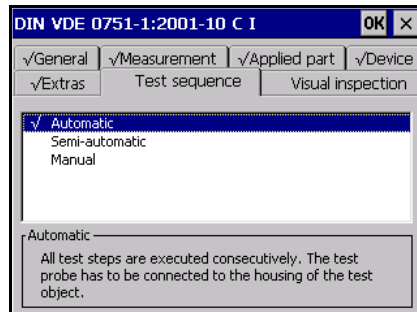 DIN VDE 0751-1:2001-10 C I OK ×
√General √Measurement √Applied part √Device
√Extras Test sequence Visual inspection
√ Automatic
Semi-automatic
Manual
Automatic
All test steps are executed consecutively. The test
probe has to be connected to the housing of the test
object.